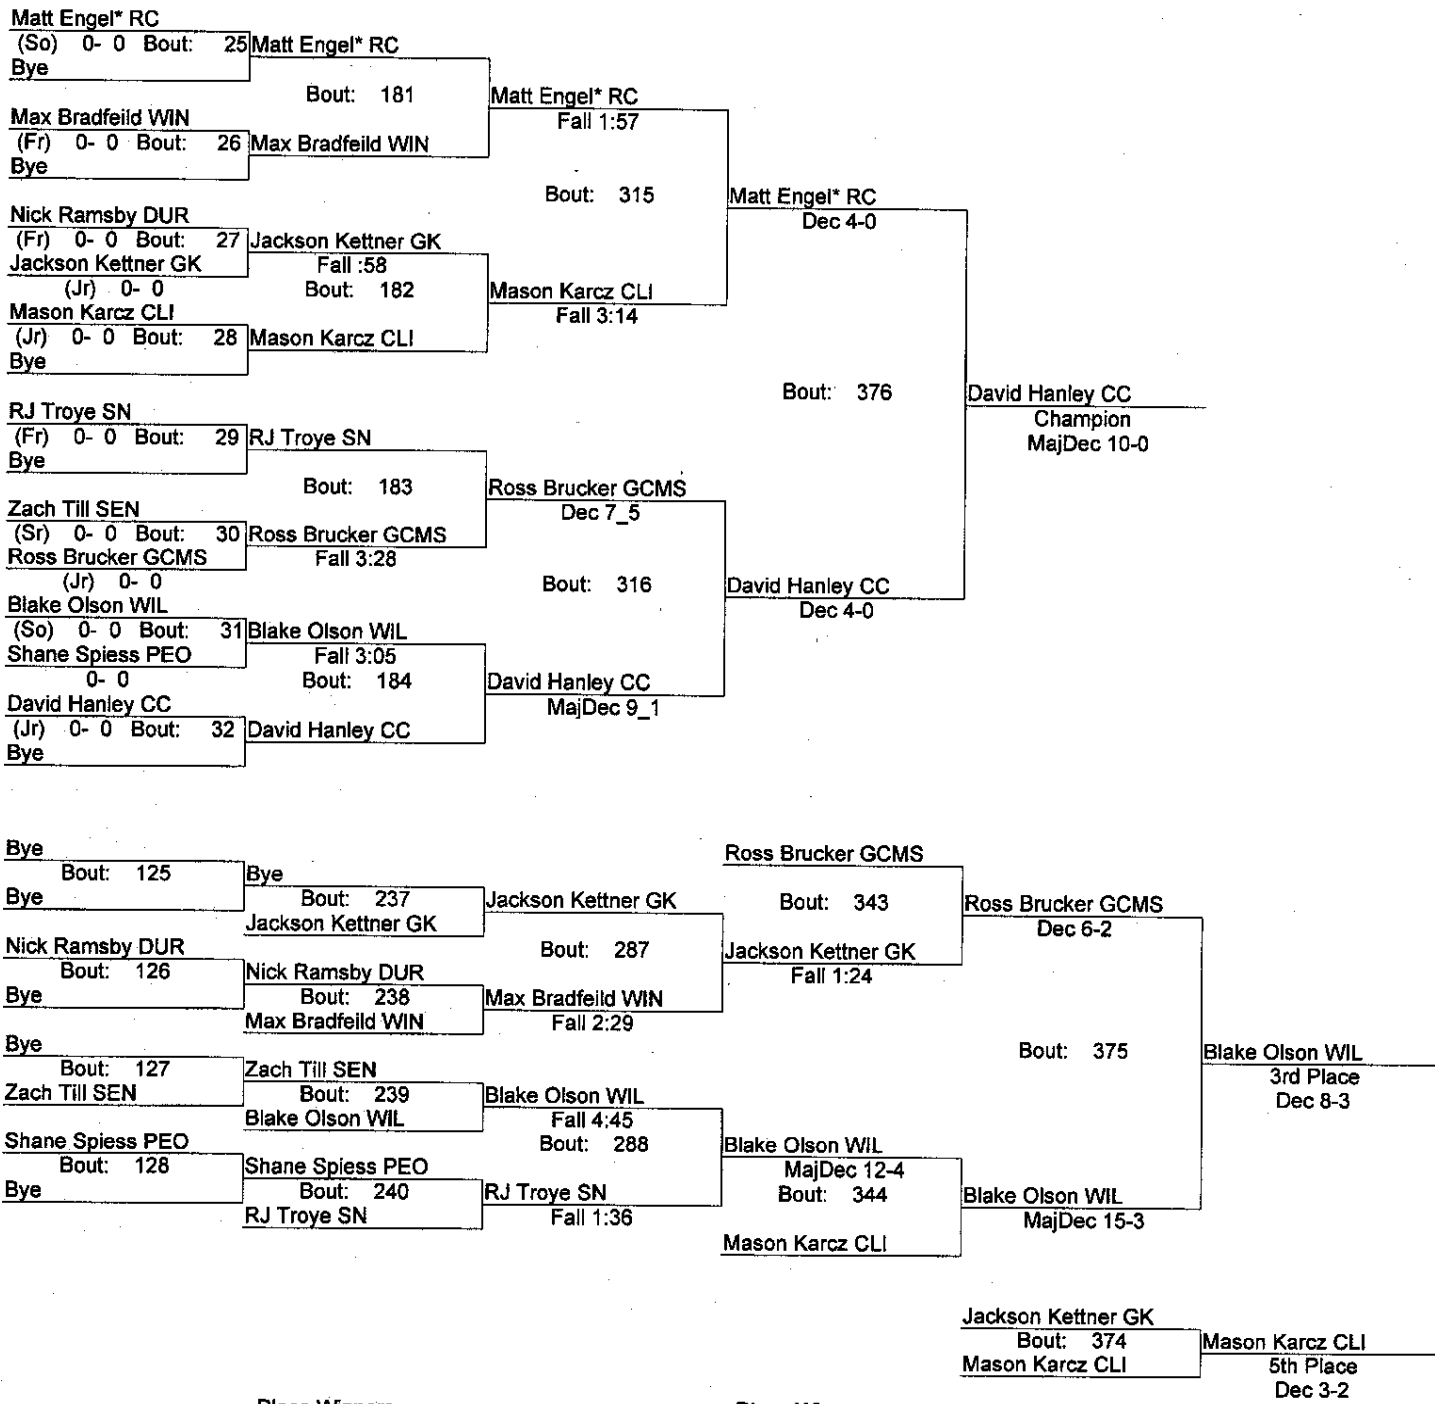 Matt Engel* RC
(So) 0- 0 Bout: 25 Matt Engel* RC
Bye
Bout: 181 Matt Engel* RC
Fall 1:57
Max Bradfeild WIN
(Fr) 0- 0 Bout: 26 Max Bradfeild WIN
Bye
Bout: 315 Matt Engel* RC
Dec 4-0
Nick Ramsby DUR
(Fr) 0- 0 Bout: 27 Jackson Kettner GK
Jackson Kettner GK Fall :58
(Jr) 0- 0 Bout: 182 Mason Karcz CLI
Fall 3:14
Mason Karcz CLI
(Jr) 0- 0 Bout: 28 Mason Karcz CLI
Bye
Bout: 376 David Hanley CC
Champion
MajDec 10-0
RJ Troye SN
(Fr) 0- 0 Bout: 29 RJ Troye SN
Bye
Bout: 183 Ross Brucker GCMS
Dec 7_5
Zach Till SEN
(Sr) 0- 0 Bout: 30 Ross Brucker GCMS
Ross Brucker GCMS Fall 3:28
(Jr) 0- 0
Bout: 316 David Hanley CC
Dec 4-0
Blake Olson WIL
(So) 0- 0 Bout: 31 Blake Olson WIL
Shane Spiess PEO Fall 3:05
0- 0 Bout: 184 David Hanley CC
MajDec 9_1
David Hanley CC
(Jr) 0- 0 Bout: 32 David Hanley CC
Bye
Bye
Ross Brucker GCMS
Bout: 125 Bye
Bye Bout: 237 Jackson Kettner GK Bout: 343 Ross Brucker GCMS
Jackson Kettner GK
Dec 6-2
Nick Ramsby DUR
Bout: 287 Jackson Kettner GK
Bout: 126 Nick Ramsby DUR Fall 1:24
Bye Bout: 238 Max Bradfeild WIN
Max Bradfeild WIN Fall 2:29
Bye
Bout: 375 Blake Olson WIL
Bout: 127 Zach Till SEN 3rd Place
Zach Till SEN Bout: 239 Blake Olson WIL Dec 8-3
Blake Olson WIL Fall 4:45
Shane Spiess PEO Bout: 288 Blake Olson WIL
Bout: 128 Shane Spiess PEO MajDec 12-4
Bye Bout: 240 RJ Troye SN Bout: 344 Blake Olson WIL
RJ Troye SN Fall 1:36 MajDec 15-3
Mason Karcz CLI
Jackson Kettner GK
Bout: 374 Mason Karcz CLI
Mason Karcz CLI 5th Place
Dec 3-2